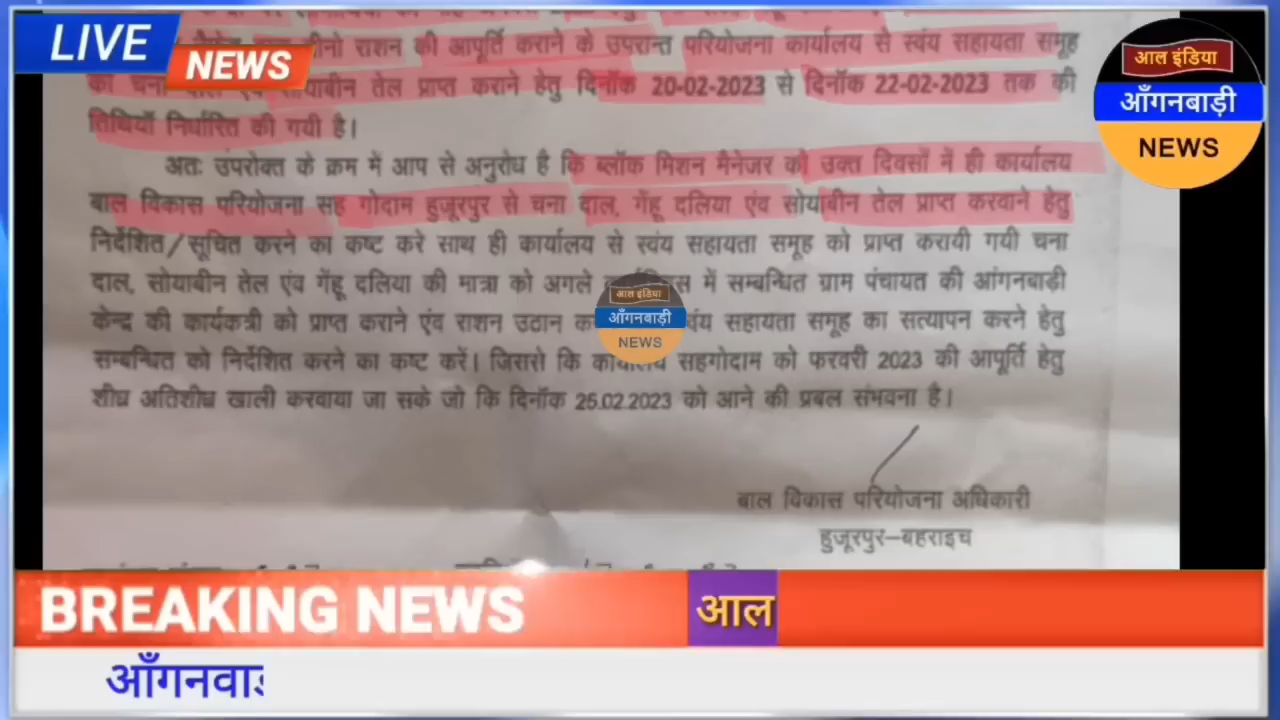 LIVE
NEWS
आल इंडिया
आँगनबाड़ी
NEWS
राशन की आपूर्ति कराने के उपरान्त परियोजना कार्यालय से स्वंय सहायता समूह
का चना एंव सोयाबीन तेल प्राप्त कराने हेतु दिनॉक 20-02-2023 से दिनॉक 22-02-2023 तक की
तिथियॉ निर्धारित की गयी है।
अतः उपरोक्त के क्रम में आप से अनुरोध है कि ब्लॉक मिशन मैनेजर को उक्त दिवसों में ही कार्यालय
बाल विकास परियोजना सह गोदाम हुजूरपुर से चना दाल, गेंहू दलिया एंव सोयाबीन तेल प्राप्त करवाने हेतु
निर्देशित/सूचित करने का कष्ट करे साथ ही कार्यालय से स्वंय सहायता समूह को प्राप्त करायी गयी चना
दाल, सोयाबीन तेल एंव गेंहू दलिया की मात्रा को अगले में सम्बन्धित ग्राम पंचायत की आंगनबाड़ी
केन्द्र की कार्यकत्री को प्राप्त कराने एंव राशन उठान सहायता समूह का सत्यापन करने हेतु
सम्बन्धित को निर्देशित करने का कष्ट करें। जिससे कि कार्यालय सहगोदाम को फरवरी 2023 की आपूर्ति हेतु
शीघ्र अतिशीघ्र खाली करवाया जा सके जो कि दिनॉक 25.02.2023 को आने की प्रबल संभवना है।
आल इंडिया
आँगनबाड़ी
NEWS
बाल विकास परियोजना अधिकारी
हुजूरपुर-बहराइच
BREAKING NEWS
आल